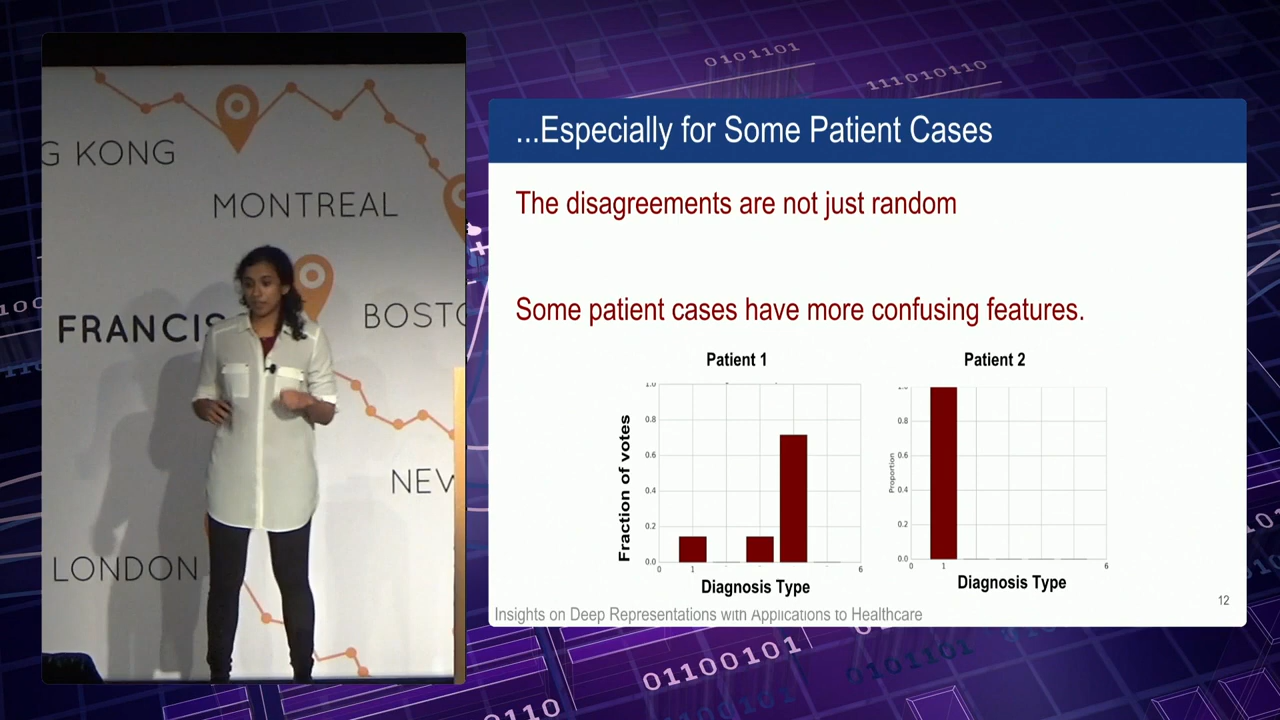 0101101
111010110
G KONG
MONTREAL
FRANCIS
BOSTO
NEW
LONDON
...Especially for Some Patient Cases
The disagreements are not just random
Some patient cases have more confusing features.
Patient 1
Patient 2
Fraction of votes
1.0
0.8
0.6
0.4
0.2
0.0
0
1
6
Diagnosis Type
Proportion
1.0
0.8
0.6
0.4
0.2
0.0
0
1
6
Diagnosis Type
Insights on Deep Representations with Applications to Healthcare
12
01100101
0101101
0110